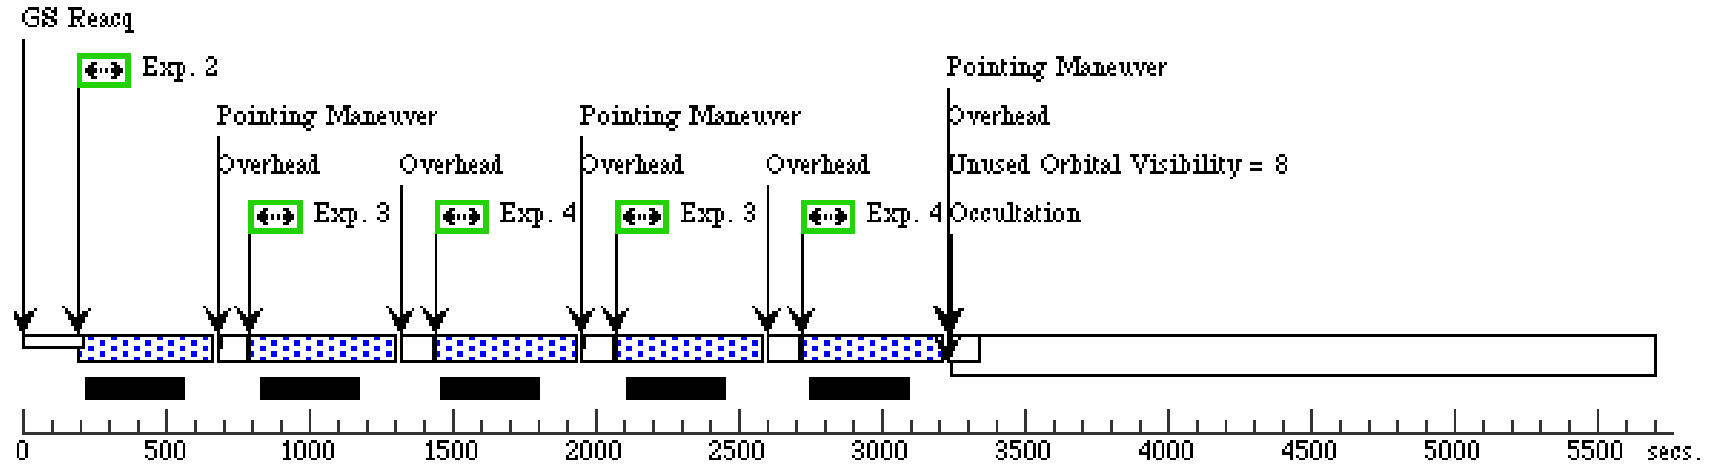 GS Reacq
Exp. 2
Pointing Maneuver
Pointing Maneuver
Pointing Maneuver
Overhead
Overhead
Overhead
Overhead
Overhead
Unused Orbital Visibility = 8
Exp. 3
Exp. 4
Exp. 3
Exp. 4
Occultation
0 500 1000 1500 2000 2500 3000 3500 4000 4500 5000 5500 secs.